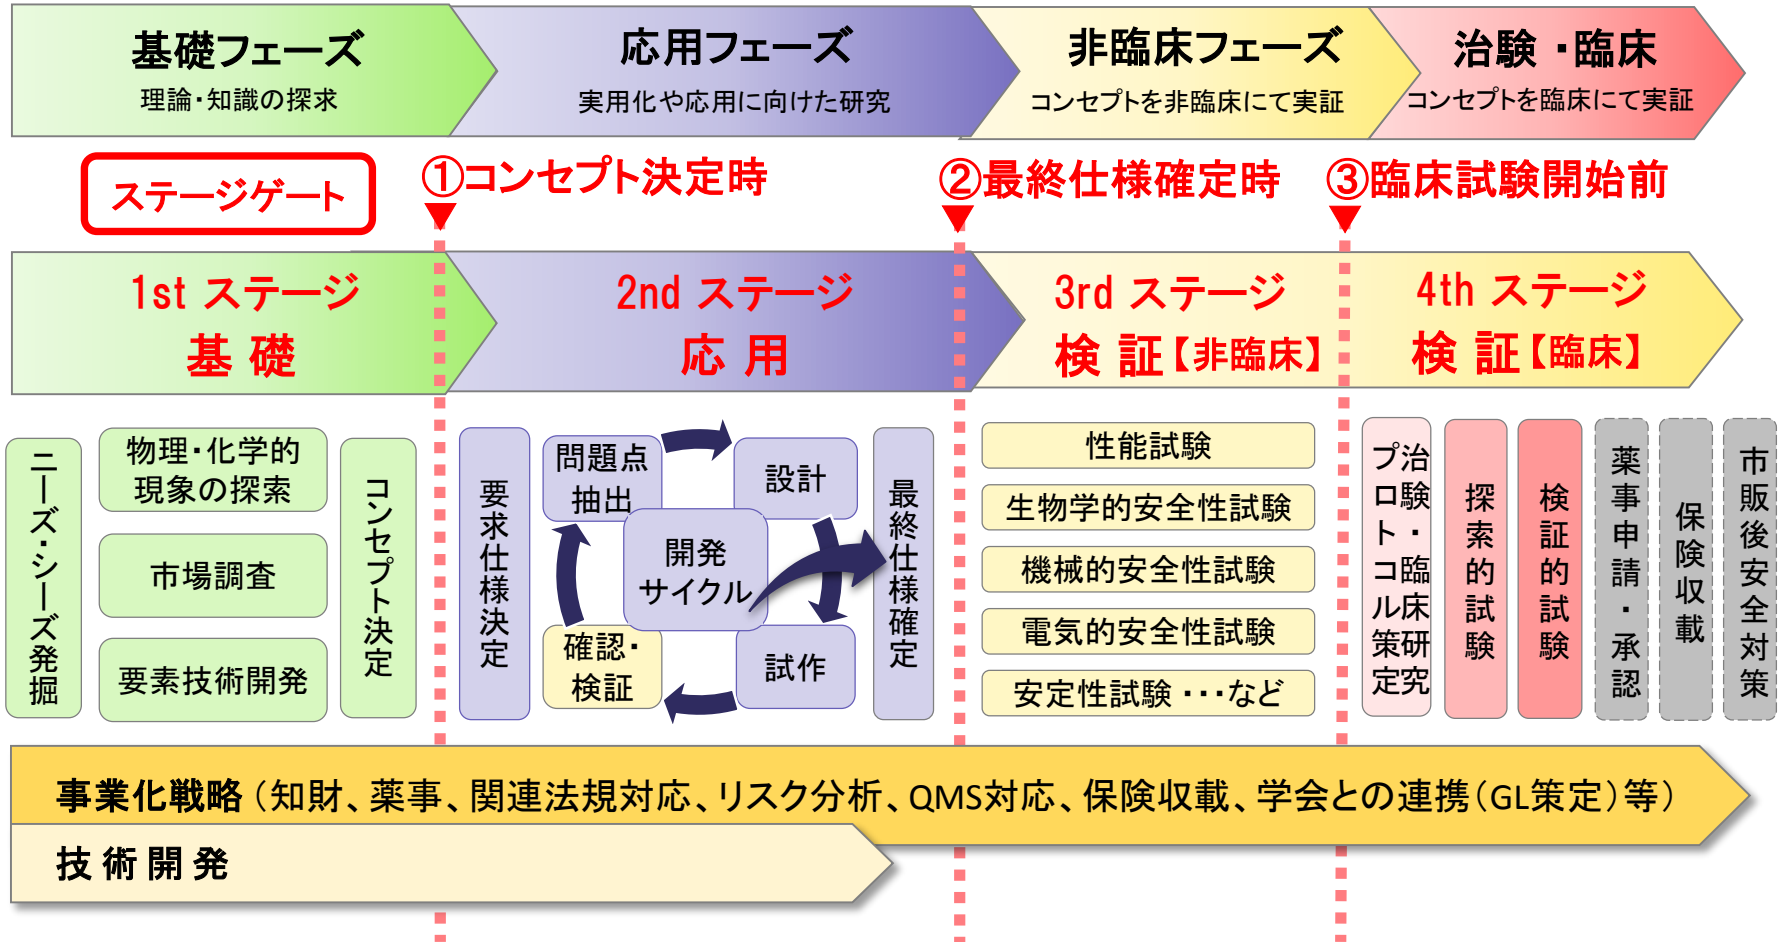 基礎フェーズ
理論・知識の探求
応用フェーズ
実用化や応用に向けた研究
非臨床フェーズ
コンセプトを非臨床にて実証
治験・臨床
コンセプトを臨床にて実証
ステージゲート
①コンセプト決定時
②最終仕様確定時
③臨床試験開始前
1st ステージ
基 礎
2nd ステージ
応 用
3rd ステージ
検 証【非臨床】
4th ステージ
検 証【臨床】
ニーズ・シーズ発掘
物理・化学的
現象の探索
市場調査
要素技術開発
コンセプト決定
要求仕様決定
問題点
抽出
設計
開発
サイクル
確認・
検証
試作
最終仕様確定
性能試験
生物学的安全性試験
機械的安全性試験
電気的安全性試験
安定性試験・・・など
治験・臨床研究
プロトコル策定
探索的試験
検証的試験
薬事申請・承認
保険収載
市販後安全対策
事業化戦略（知財、薬事、関連法規対応、リスク分析、QMS対応、保険収載、学会との連携（GL策定）等）
技 術 開 発